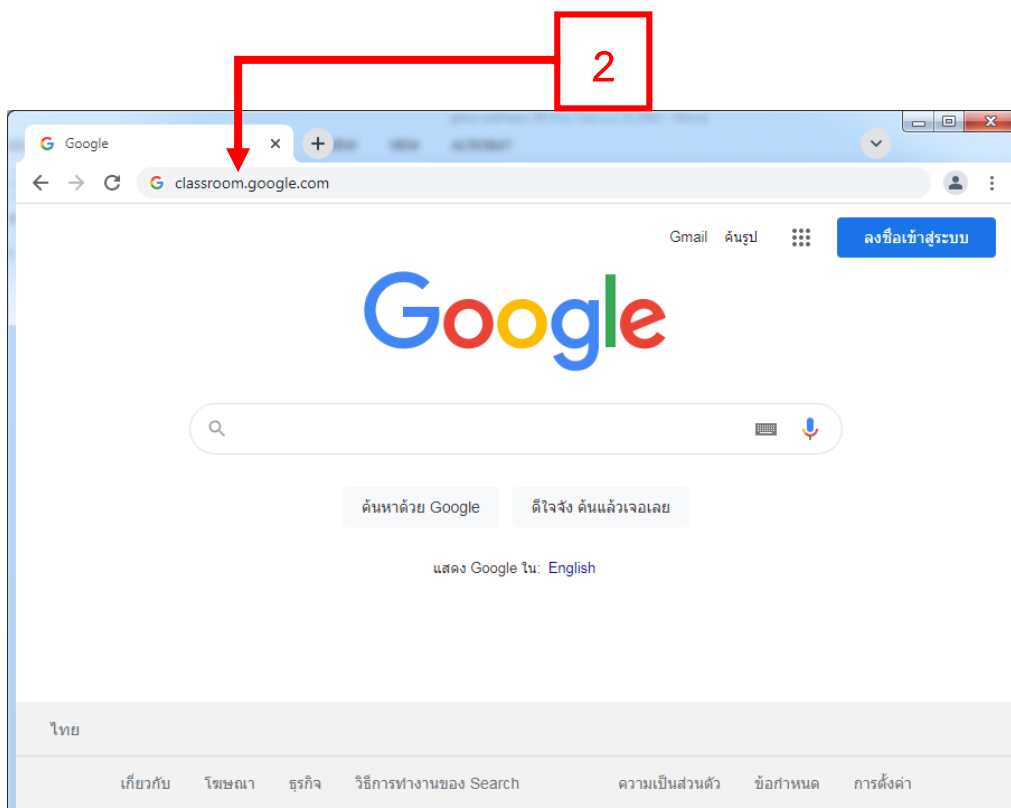 2
Google
classroom.google.com
Gmail ค้นรูป ลงชื่อเข้าสู่ระบบ
Google
ค้นหาด้วย Google ดีใจจัง ค้นแล้วเจอเลย
แสดง Google ใน: English
ไทย
เกี่ยวกับ โฆษณา ธุรกิจ วิธีการทำงานของ Search ความเป็นส่วนตัว ข้อกำหนด การตั้งค่า